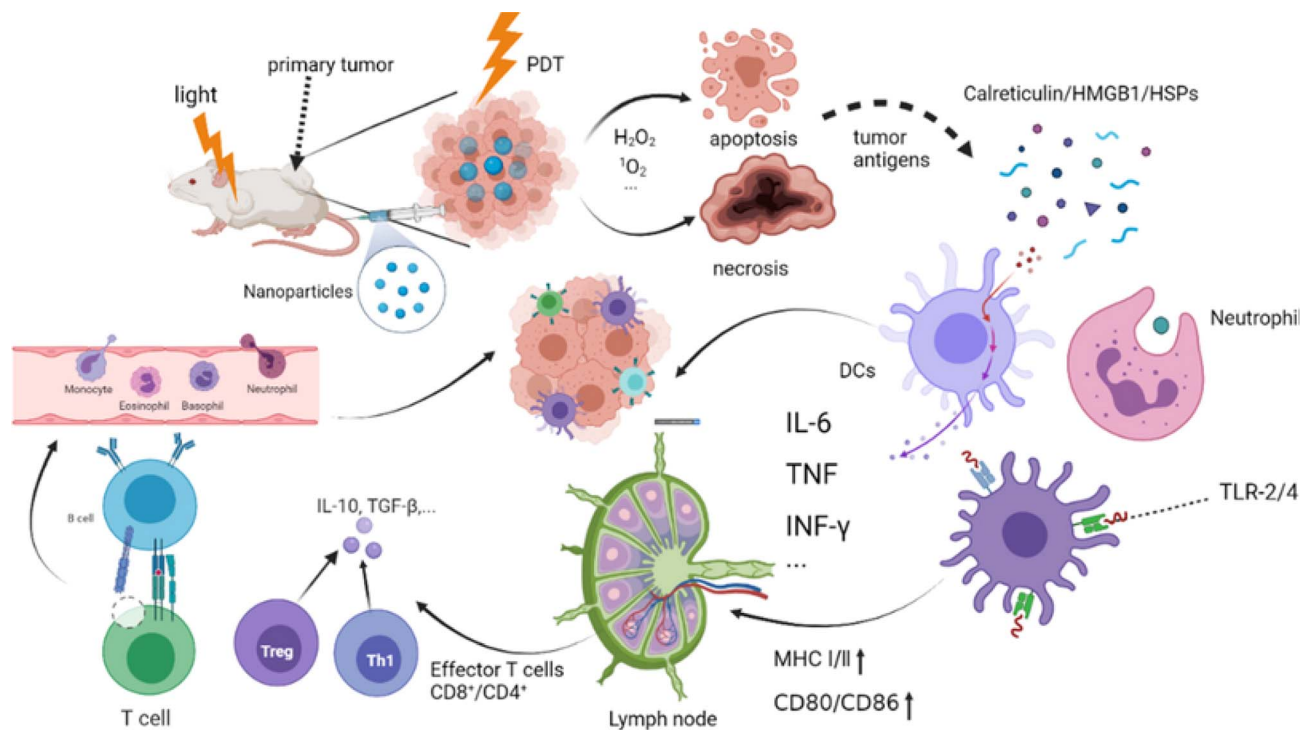 primary tumor
light
PDT
H₂O₂
¹O₂
...
apoptosis
necrosis
tumor
antigens
Calreticulin/HMGB1/HSPs
Nanoparticles
Monocyte
Eosinophil
Basophil
Neutrophil
DCs
Neutrophil
IL-6
TNF
INF-γ
...
TLR-2/4
B cell
IL-10, TGF-β,...
Treg
Th1
T cell
Effector T cells
CD8⁺/CD4⁺
Lymph node
MHC I/II ↑
CD80/CD86 ↑